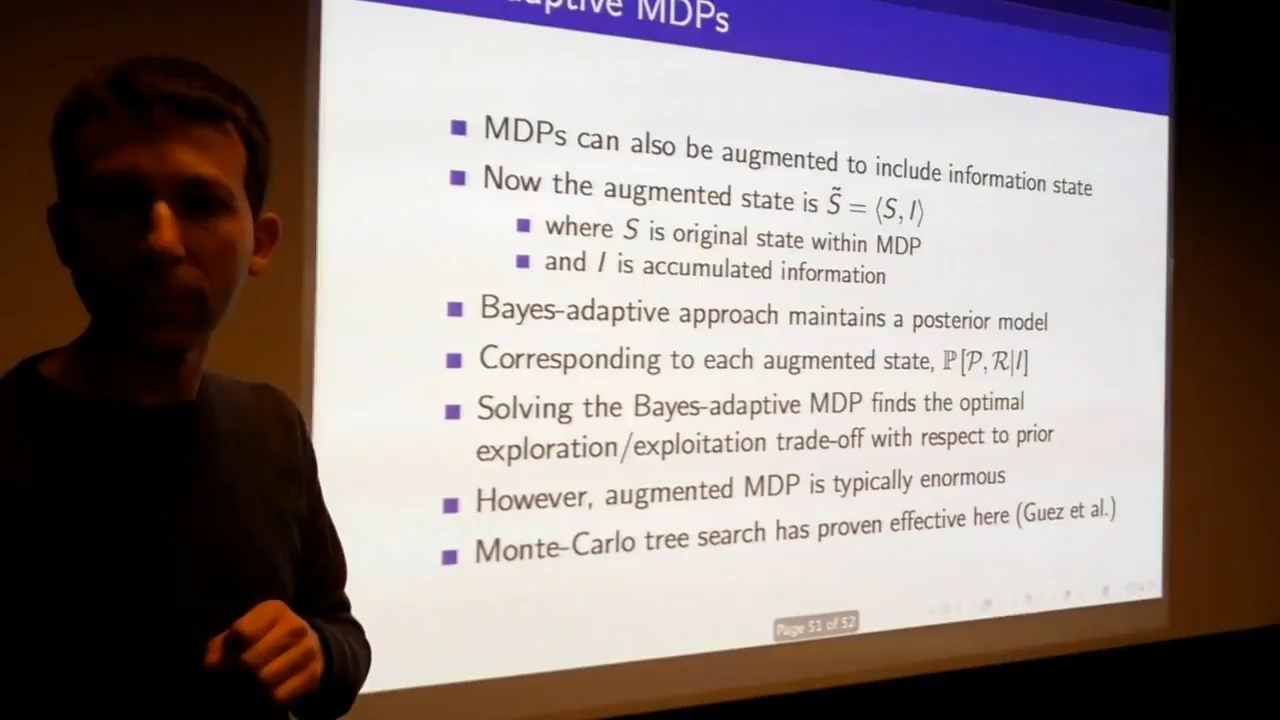 MDPs
MDPs can also be augmented to include information state
Now the augmented state is S̃ = ⟨S, I⟩
where S is original state within MDP
and I is accumulated information
Bayes-adaptive approach maintains a posterior model
Corresponding to each augmented state, ℙ[𝒫, ℛ|I]
Solving the Bayes-adaptive MDP finds the optimal
exploration/exploitation trade-off with respect to prior
However, augmented MDP is typically enormous
Monte-Carlo tree search has proven effective here (Guez et al.)
Page 51 of 52